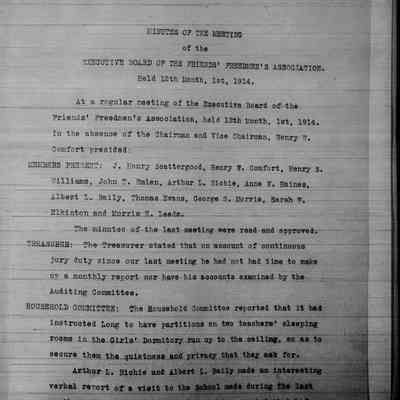 MINUTES OF THE MEETING
of the
EXECUTIVE BOARD OF THE FRIENDS' FREEDMEN'S ASSOCIATION.
Held 12th Month, 1st, 1914.
At a regular meeting of the Executive Board of the
Friends' Freedmen's Association, held 12th Month, 1st, 1914.
In the absence of the Chairman and Vice Chairman, Henry W.
Comfort presided.
MEMBERS PRESENT: J. Henry Scattergood, Henry W. Comfort, Henry S.
Williams, John T. Emlen, Arthur L. Richie, Anne W. Haines,
Albert L. Baily, Thomas Evans, George S. Morris, Sarah W.
Elkinton and Morris E. Leeds.
The minutes of the last meeting were read and approved.
TREASURER: The Treasurer stated that on account of continuous
jury duty since our last meeting he had not had time to make
up a monthly report nor have his accounts examined by the
Auditing Committee.
HOUSEHOLD COMMITTEE: The Household Committee reported that it had
instructed Long to have partitions on two teachers' sleeping
rooms in the Girls' Dormitory run up to the ceiling, so as to
secure them the quietness and privacy that they ask for.
Arthur L. Richie and Albert L. Baily made an interesting
verbal report of a visit to the School made during the last